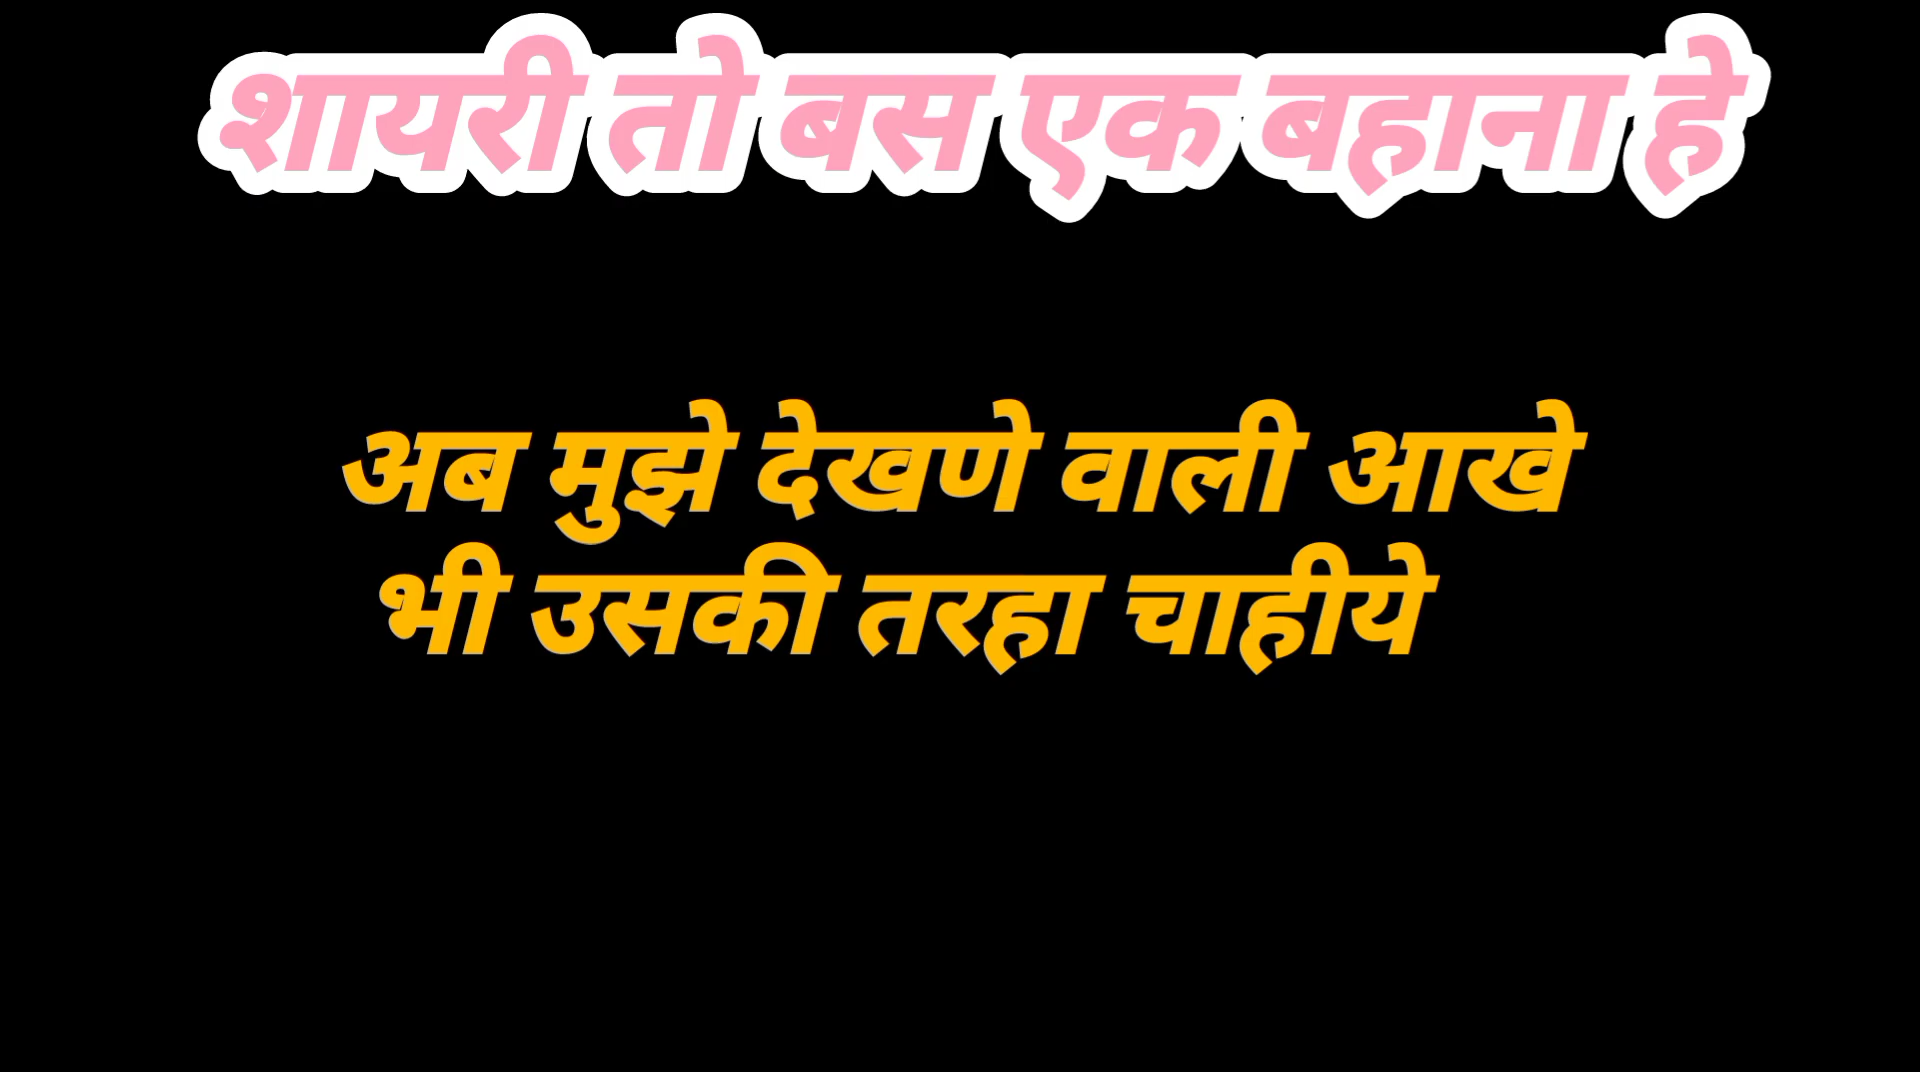 शायरी तो बस एक बहाना हे
अब मुझे देखणे वाली आखे
भी उसकी तरहा चाहीये